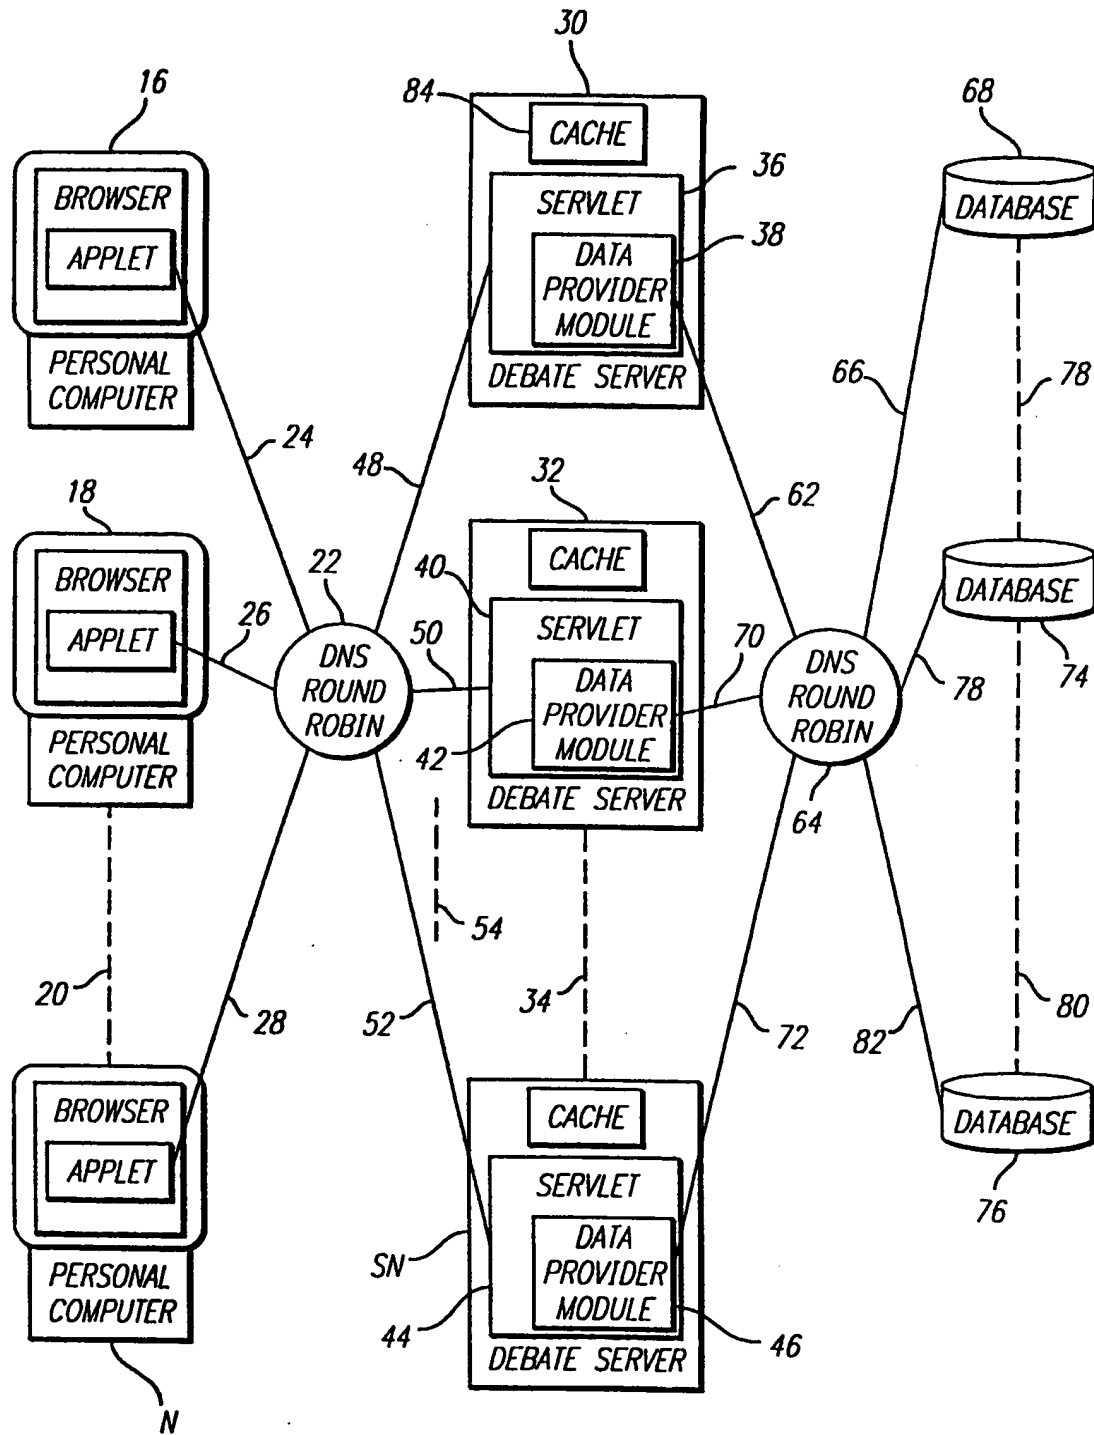 30
84
CACHE
16
68
BROWSER
APPLET
SERVLET
36
DATA
PROVIDER
MODULE
38
DATABASE
PERSONAL
COMPUTER
DEBATE SERVER
24
48
62
66
78
18
32
CACHE
BROWSER
APPLET
26
22
DNS
ROUND
ROBIN
40
50
SERVLET
DATA
PROVIDER
MODULE
42
70
DNS
ROUND
ROBIN
64
DATABASE
78
74
PERSONAL
COMPUTER
DEBATE SERVER
54
20
28
52
34
72
82
80
CACHE
BROWSER
APPLET
SERVLET
DATA
PROVIDER
MODULE
DATABASE
76
SN
44
46
PERSONAL
COMPUTER
DEBATE SERVER
N